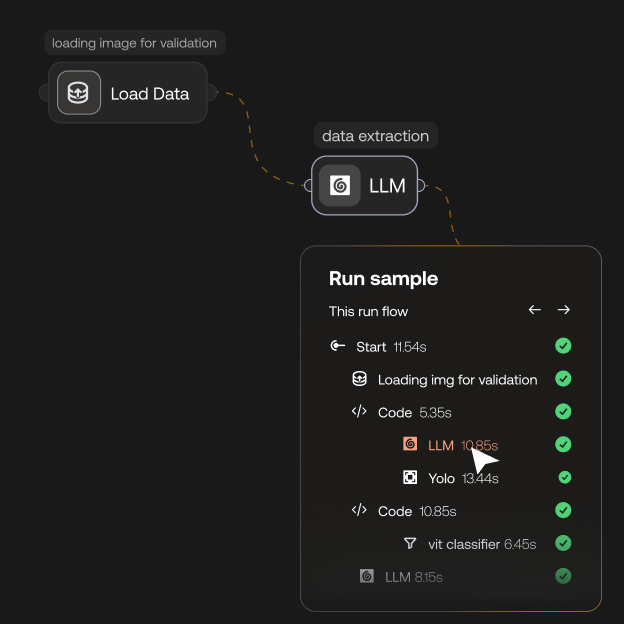 loading image for validation
Load Data
data extraction
LLM
Run sample
This run flow
Start 11.54s
Loading img for validation
Code 5.35s
LLM 10.85s
Yolo 13.44s
Code 10.85s
vit classifier 6.45s
LLM 8.15s